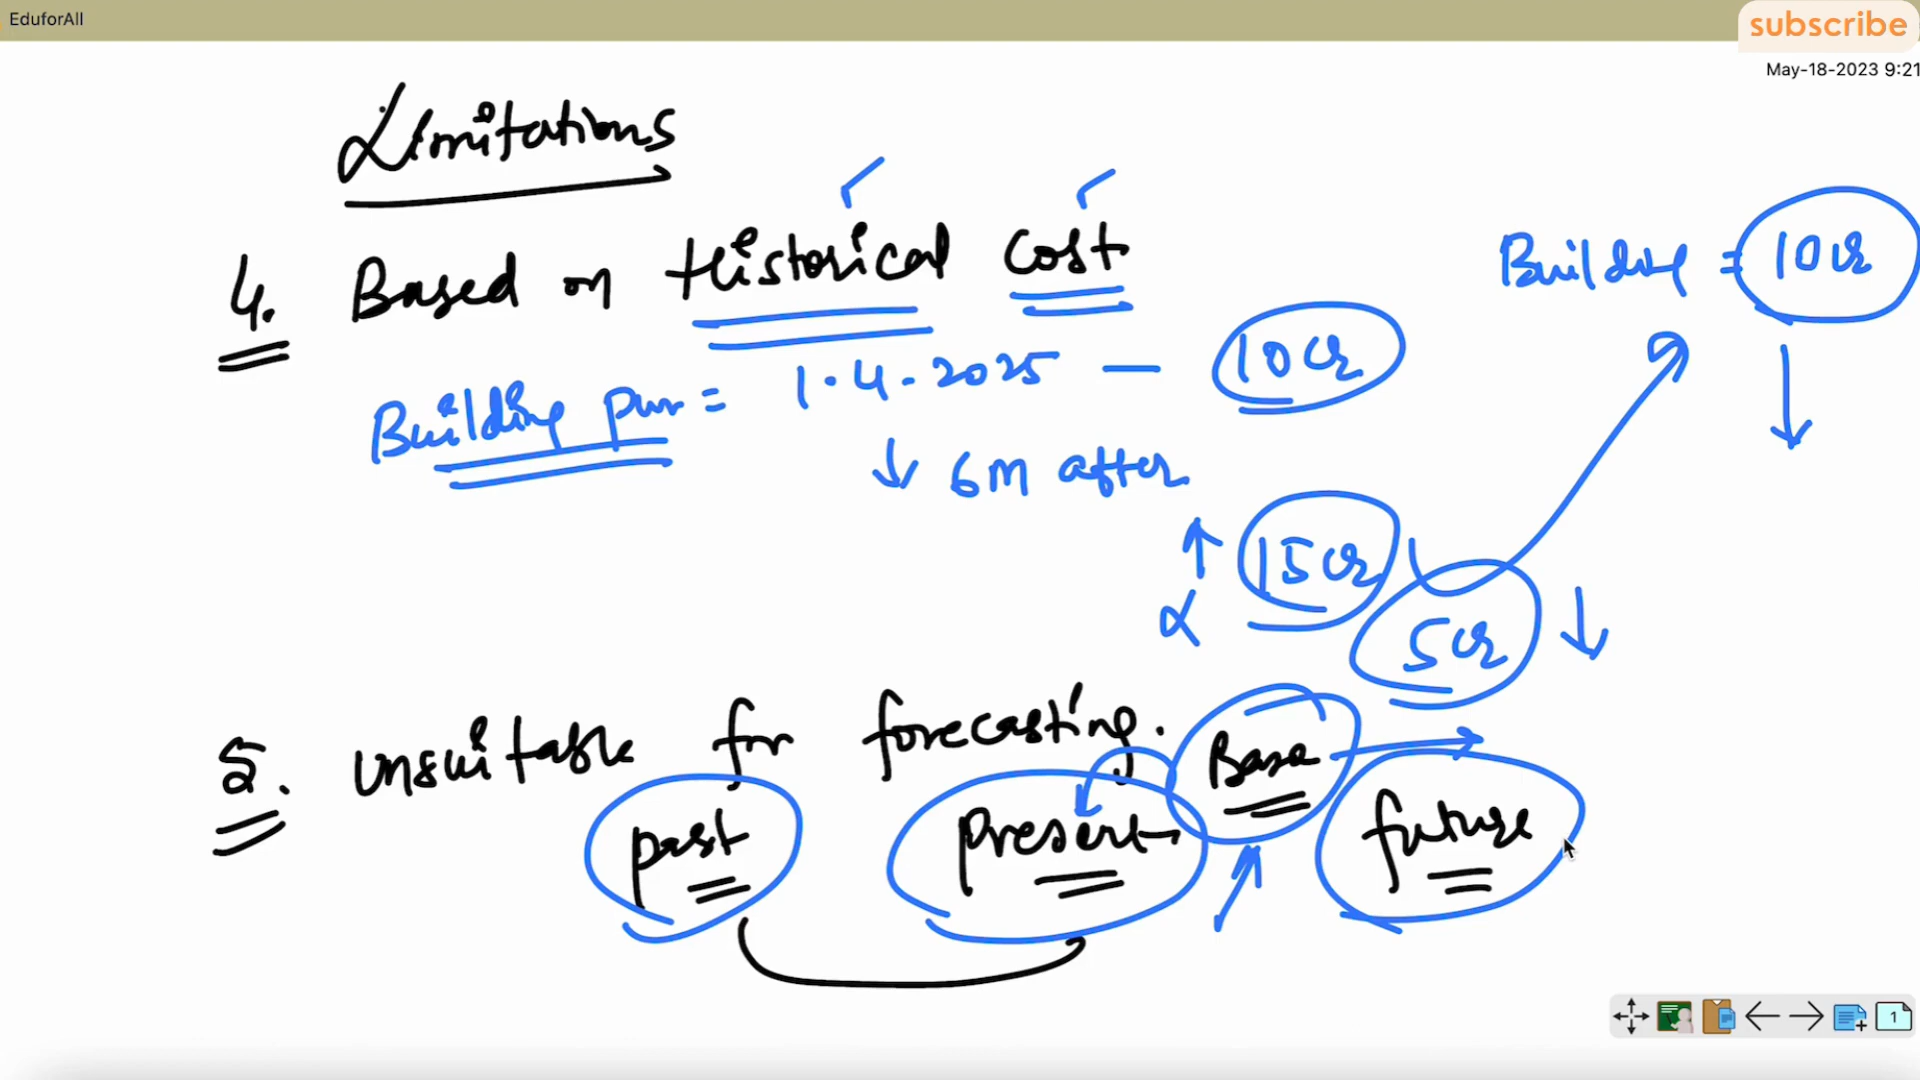 EduforAll
subscribe
May-18-2023 9:21
Limitations
4. Based on Historical Cost
Building = 10 cr
Building pur = 1.4.2025 — 10 cr
↓ 6M after
↑ 15 cr
5 cr ↓
5. Unsuitable for forecasting.
Base
past present future
1